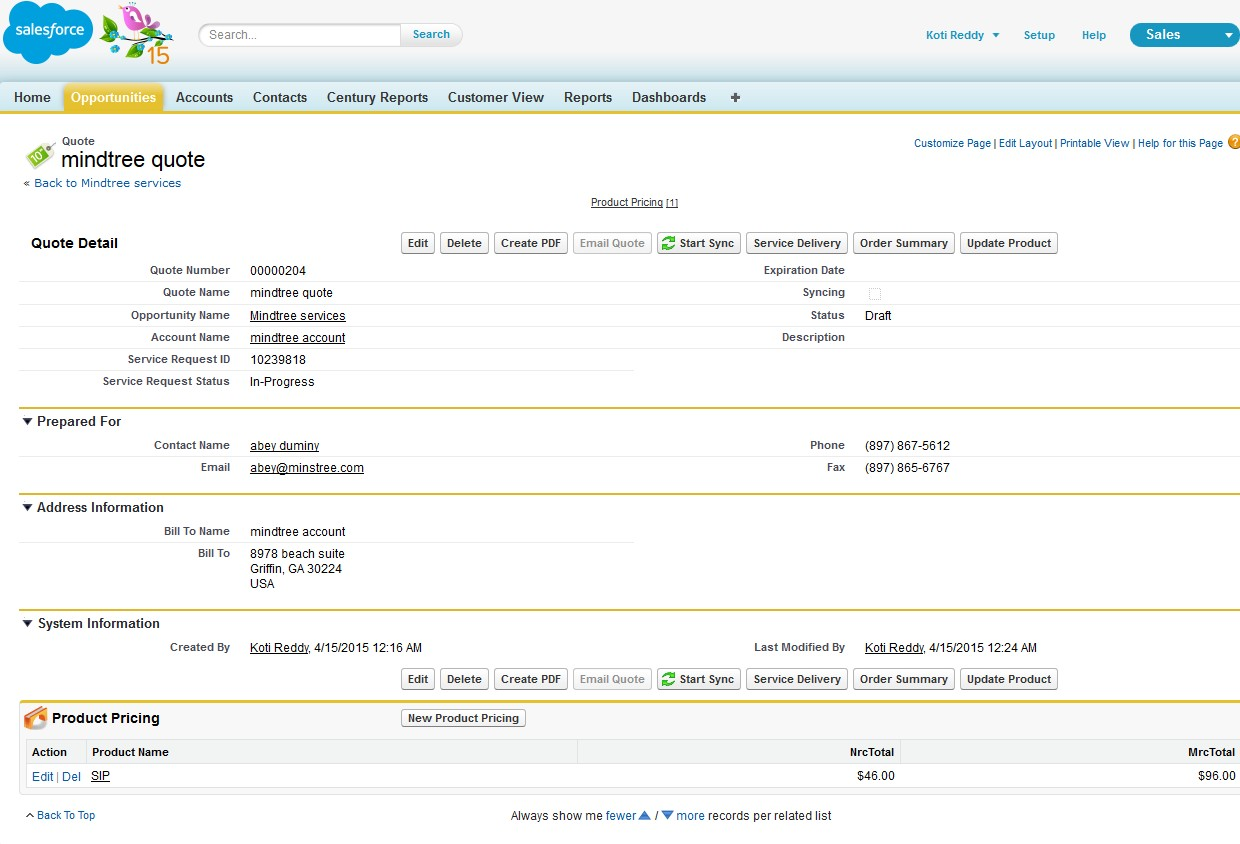 salesforce
15
Search...
Search
Koti Reddy
Setup
Help
Sales
Home
Opportunities
Accounts
Contacts
Century Reports
Customer View
Reports
Dashboards
+
10
Quote
mindtree quote
« Back to Mindtree services
Customize Page | Edit Layout | Printable View | Help for this Page ?
Product Pricing [1]
Quote Detail
Edit Delete Create PDF Email Quote Start Sync Service Delivery Order Summary Update Product
Quote Number 00000204 Expiration Date
Quote Name mindtree quote Syncing
Opportunity Name Mindtree services Status Draft
Account Name mindtree account Description
Service Request ID 10239818
Service Request Status In-Progress
Prepared For
Contact Name abev duminy Phone (897) 867-5612
Email abev@minstree.com Fax (897) 865-6767
Address Information
Bill To Name mindtree account
Bill To 8978 beach suite
Griffin, GA 30224
USA
System Information
Created By Koti Reddy, 4/15/2015 12:16 AM Last Modified By Koti Reddy, 4/15/2015 12:24 AM
Edit Delete Create PDF Email Quote Start Sync Service Delivery Order Summary Update Product
Product Pricing New Product Pricing
Action Product Name NrcTotal MrcTotal
Edit | Del SIP $46.00 $96.00
Back To Top Always show me fewer / more records per related list